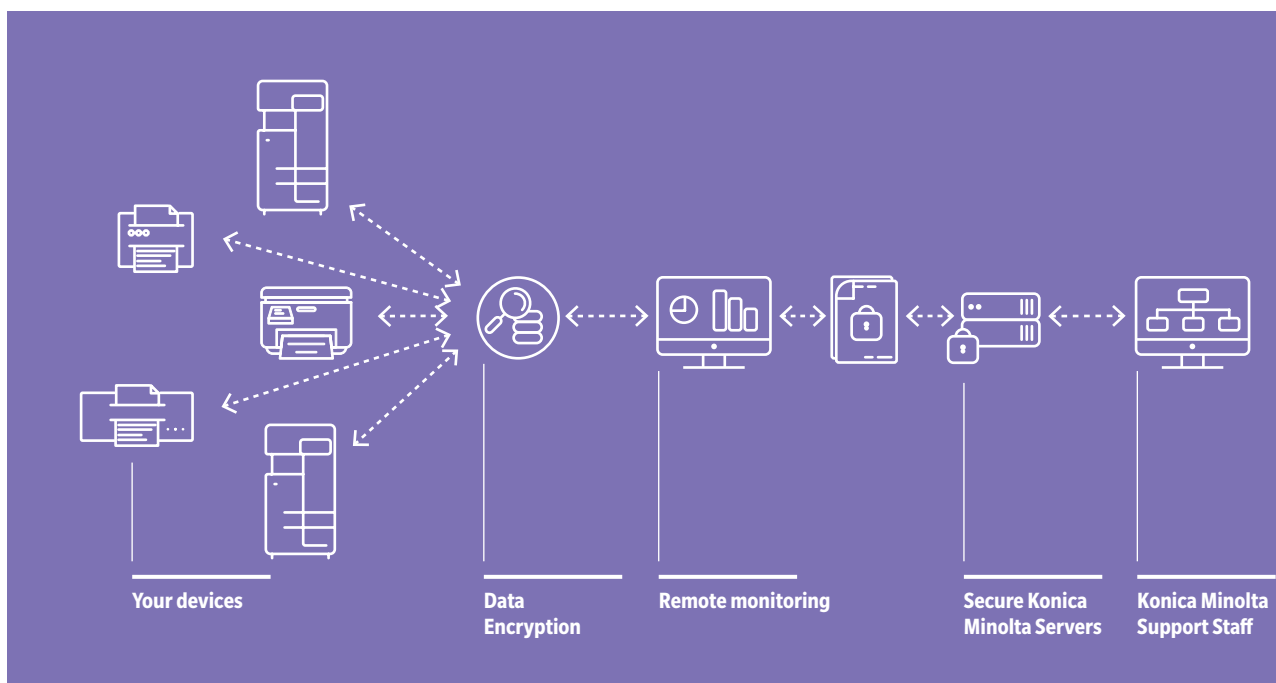 Your devices
Data
Encryption
Remote monitoring
Secure Konica
Minolta Servers
Konica Minolta
Support Staff